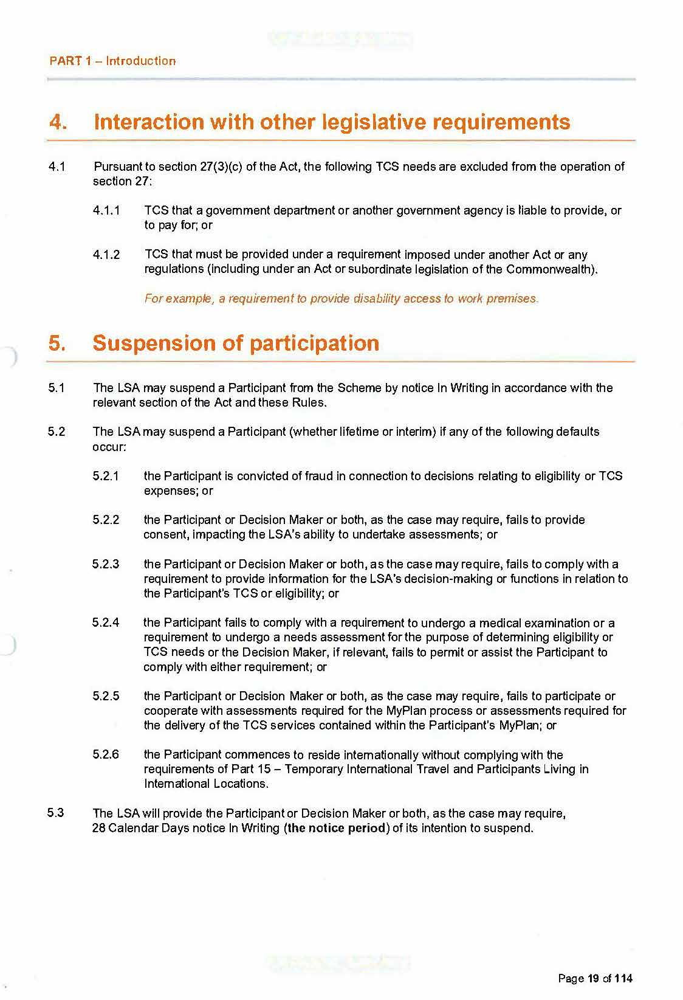 PART 1 – Introduction
4. Interaction with other legislative requirements
4.1 Pursuant to section 27(3)(c) of the Act, the following TCS needs are excluded from the operation of
section 27:
4.1.1 TCS that a government department or another government agency is liable to provide, or
to pay for; or
4.1.2 TCS that must be provided under a requirement imposed under another Act or any
regulations (including under an Act or subordinate legislation of the Commonwealth).
For example, a requirement to provide disability access to work premises.
5. Suspension of participation
5.1 The LSA may suspend a Participant from the Scheme by notice In Writing in accordance with the
relevant section of the Act and these Rules.
5.2 The LSA may suspend a Participant (whether lifetime or interim) if any of the following defaults
occur:
5.2.1 the Participant is convicted of fraud in connection to decisions relating to eligibility or TCS
expenses; or
5.2.2 the Participant or Decision Maker or both, as the case may require, fails to provide
consent, impacting the LSA's ability to undertake assessments; or
5.2.3 the Participant or Decision Maker or both, as the case may require, fails to comply with a
requirement to provide information for the LSA's decision-making or functions in relation to
the Participant's TCS or eligibility; or
5.2.4 the Participant fails to comply with a requirement to undergo a medical examination or a
requirement to undergo a needs assessment for the purpose of determining eligibility or
TCS needs or the Decision Maker, if relevant, fails to permit or assist the Participant to
comply with either requirement; or
5.2.5 the Participant or Decision Maker or both, as the case may require, fails to participate or
cooperate with assessments required for the MyPlan process or assessments required for
the delivery of the TCS services contained within the Participant's MyPlan; or
5.2.6 the Participant commences to reside internationally without complying with the
requirements of Part 15 – Temporary International Travel and Participants Living in
International Locations.
5.3 The LSA will provide the Participant or Decision Maker or both, as the case may require,
28 Calendar Days notice In Writing (the notice period) of its intention to suspend.
Page 19 of 114